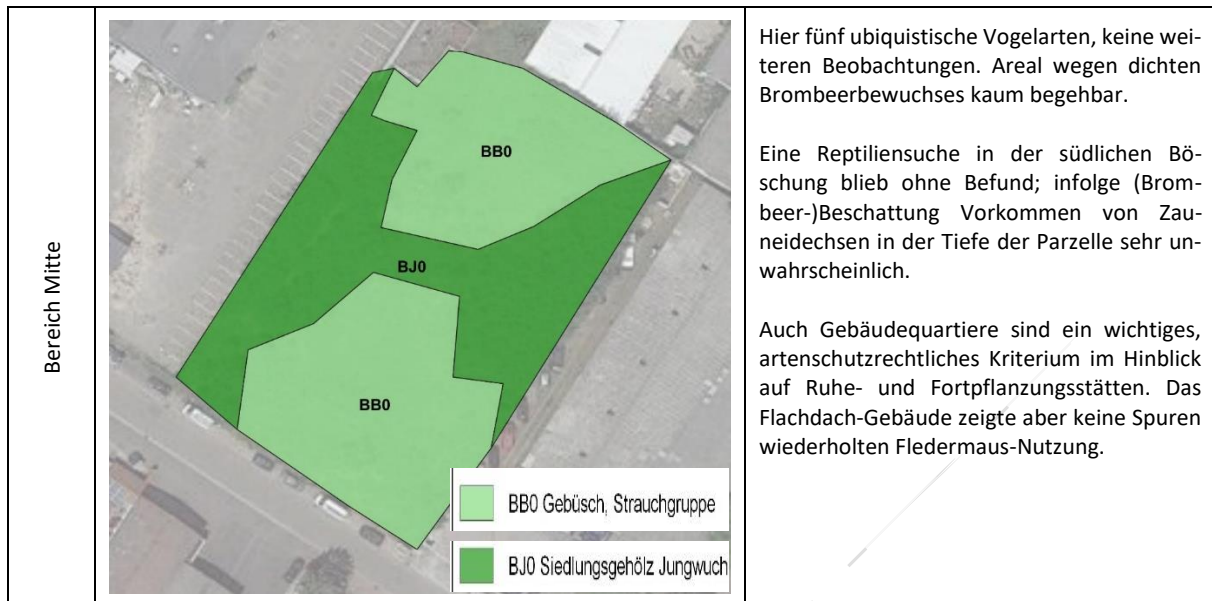 Bereich Mitte
BB0
BJ0
BB0
BB0 Gebüsch, Strauchgruppe
BJ0 Siedlungsgehölz Jungwuch
Hier fünf ubiquistische Vogelarten, keine wei-
teren Beobachtungen. Areal wegen dichten
Brombeerbewuchses kaum begehbar.
Eine Reptiliensuche in der südlichen Bö-
schung blieb ohne Befund; infolge (Brom-
beer-)Beschattung Vorkommen von Zau-
neidechsen in der Tiefe der Parzelle sehr un-
wahrscheinlich.
Auch Gebäudequartiere sind ein wichtiges,
artenschutzrechtliches Kriterium im Hinblick
auf Ruhe- und Fortpflanzungsstätten. Das
Flachdach-Gebäude zeigte aber keine Spuren
wiederholten Fledermaus-Nutzung.